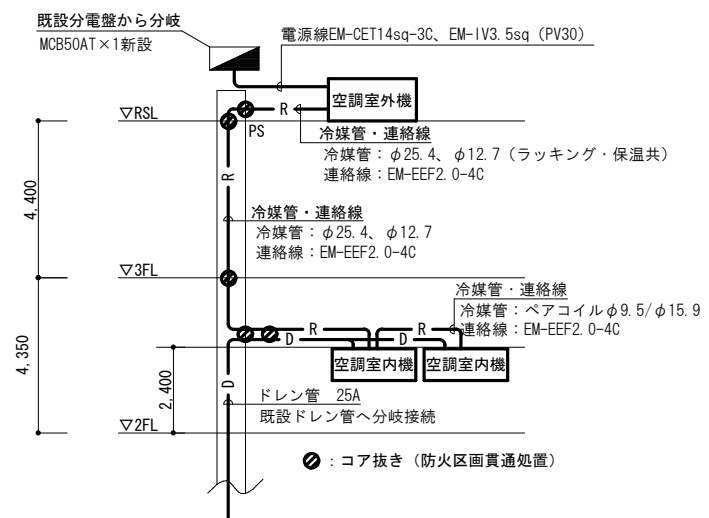 既設分電盤から分岐
MCB50AT×1新設
電源線EM-CET14sq-3C、EM-IV3.5sq（PV30）
空調室外機
R
▽RSL
PS
冷媒管・連絡線
冷媒管：φ25.4、φ12.7（ラッキング・保温共）
連絡線：EM-EEF2.0-4C
4,400
R
冷媒管・連絡線
冷媒管：φ25.4、φ12.7
連絡線：EM-EEF2.0-4C
▽3FL
冷媒管・連絡線
冷媒管：ペアコイルφ9.5/φ15.9
連絡線：EM-EEF2.0-4C
R
R
D
D
空調室内機
空調室内機
4,350
2,400
D
ドレン管 25A
既設ドレン管へ分岐接続
▽2FL
：コア抜き（防火区画貫通処置）